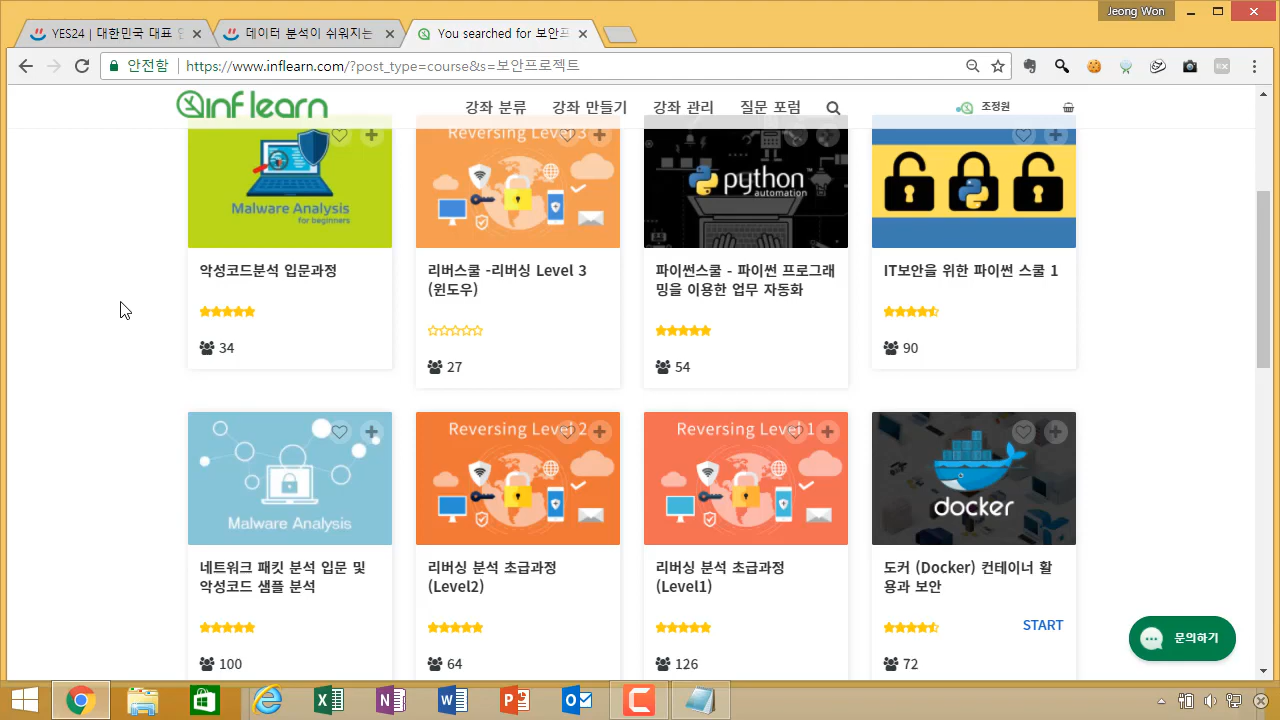 Jeong Won
YES24 | 대한민국 대표
데이터 분석이 쉬워지는
You searched for 보안프
안전함
https://www.inflearn.com/?post_type=course&s=보안프로젝트
inflearn
강좌 분류
강좌 만들기
강좌 관리
질문 포럼
조정원
Malware Analysis
for beginners
Reversing Level 3
python
automation
악성코드분석 입문과정
리버스쿨 -리버싱 Level 3
(윈도우)
파이썬스쿨 - 파이썬 프로그래
밍을 이용한 업무 자동화
IT보안을 위한 파이썬 스쿨 1
34
27
54
90
Malware Analysis
Reversing Level 2
Reversing Level 1
docker
네트워크 패킷 분석 입문 및
악성코드 샘플 분석
리버싱 분석 초급과정
(Level2)
리버싱 분석 초급과정
(Level1)
도커 (Docker) 컨테이너 활
용과 보안
START
100
64
126
72
문의하기